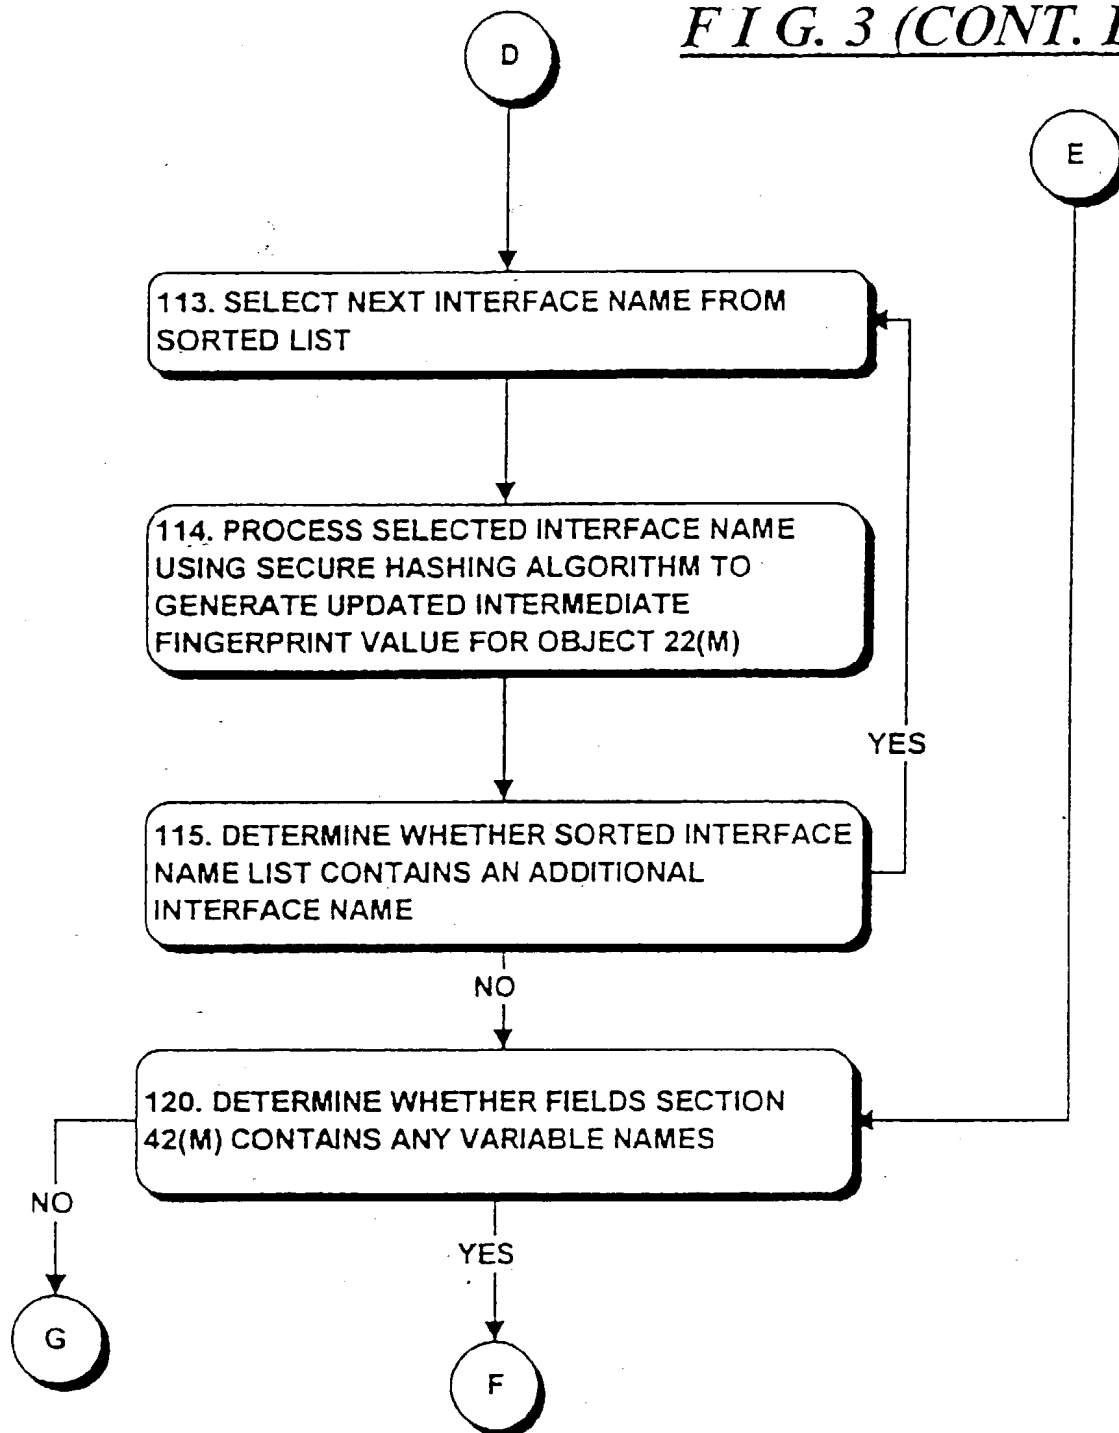 F I G. 3 (CONT.
D
E
113. SELECT NEXT INTERFACE NAME FROM
SORTED LIST
114. PROCESS SELECTED INTERFACE NAME
USING SECURE HASHING ALGORITHM TO
GENERATE UPDATED INTERMEDIATE
FINGERPRINT VALUE FOR OBJECT 22(M)
YES
115. DETERMINE WHETHER SORTED INTERFACE
NAME LIST CONTAINS AN ADDITIONAL
INTERFACE NAME
NO
120. DETERMINE WHETHER FIELDS SECTION
42(M) CONTAINS ANY VARIABLE NAMES
NO
YES
G
F